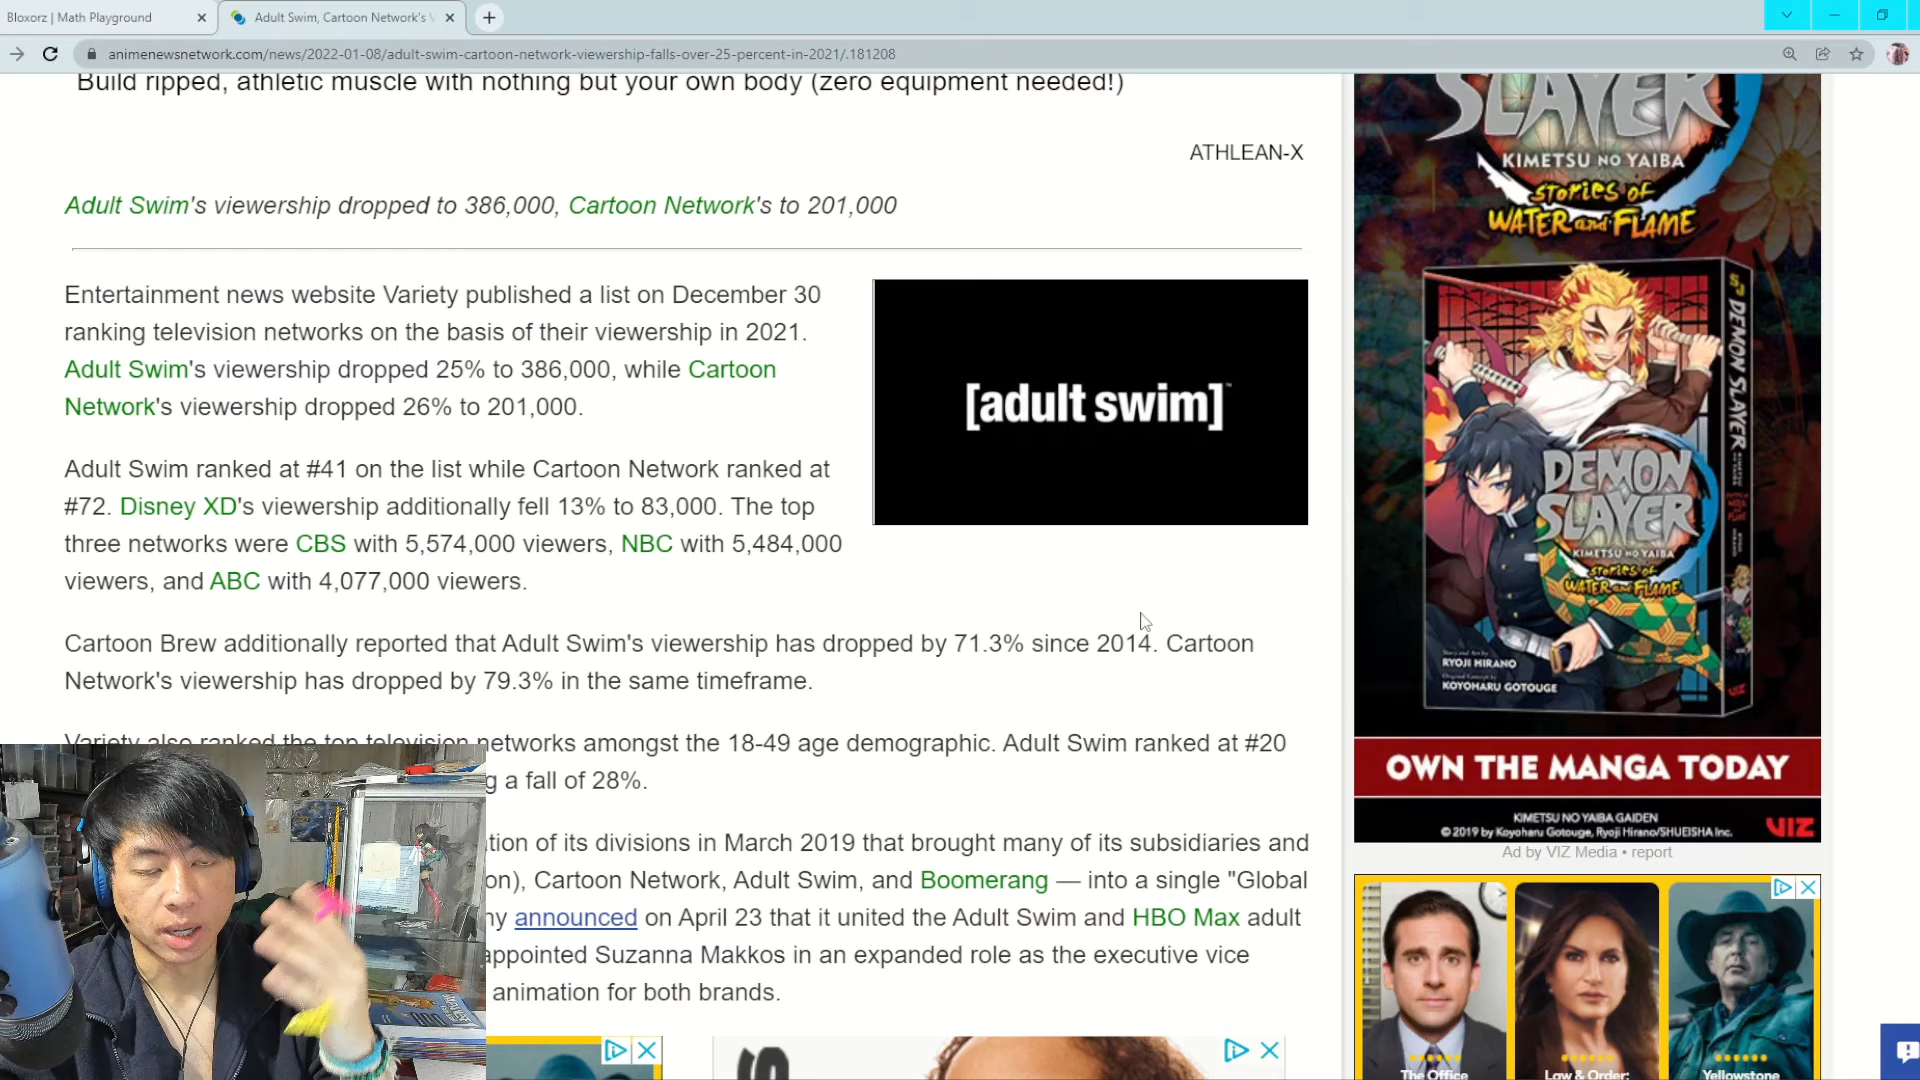 Bloxorz | Math Playground
Adult Swim, Cartoon Network's V
animenewsnetwork.com/news/2022-01-08/adult-swim-cartoon-network-viewership-falls-over-25-percent-in-2021/.181208
Build ripped, athletic muscle with nothing but your own body (zero equipment needed!)
ATHLEAN-X
Adult Swim's viewership dropped to 386,000, Cartoon Network's to 201,000
Entertainment news website Variety published a list on December 30
ranking television networks on the basis of their viewership in 2021.
Adult Swim's viewership dropped 25% to 386,000, while Cartoon
Network's viewership dropped 26% to 201,000.
[adult swim]™
Adult Swim ranked at #41 on the list while Cartoon Network ranked at
#72. Disney XD's viewership additionally fell 13% to 83,000. The top
three networks were CBS with 5,574,000 viewers, NBC with 5,484,000
viewers, and ABC with 4,077,000 viewers.
Cartoon Brew additionally reported that Adult Swim's viewership has dropped by 71.3% since 2014. Cartoon
Network's viewership has dropped by 79.3% in the same timeframe.
Variety also ranked the top television networks amongst the 18-49 age demographic. Adult Swim ranked at #20
g a fall of 28%.
tion of its divisions in March 2019 that brought many of its subsidiaries and
on), Cartoon Network, Adult Swim, and Boomerang — into a single "Global
ny announced on April 23 that it united the Adult Swim and HBO Max adult
appointed Suzanna Makkos in an expanded role as the executive vice
animation for both brands.
SLAYER
KIMETSU NO YAIBA
STORIES OF
WATER and FLAME
SJ
DEMON SLAYER
DEMON
SLAYER
KIMETSU NO YAIBA
STORIES OF
WATER and FLAME
Story and Art by
RYOJI HIRANO
Original Concept by
KOYOHARU GOTOUGE
VIZ
OWN THE MANGA TODAY
KIMETSU NO YAIBA GAIDEN
© 2019 by Koyoharu Gotouge, Ryoji Hirano/SHUEISHA Inc.
VIZ
Ad by VIZ Media • report
The Office
Law & Order:
Yellowstone